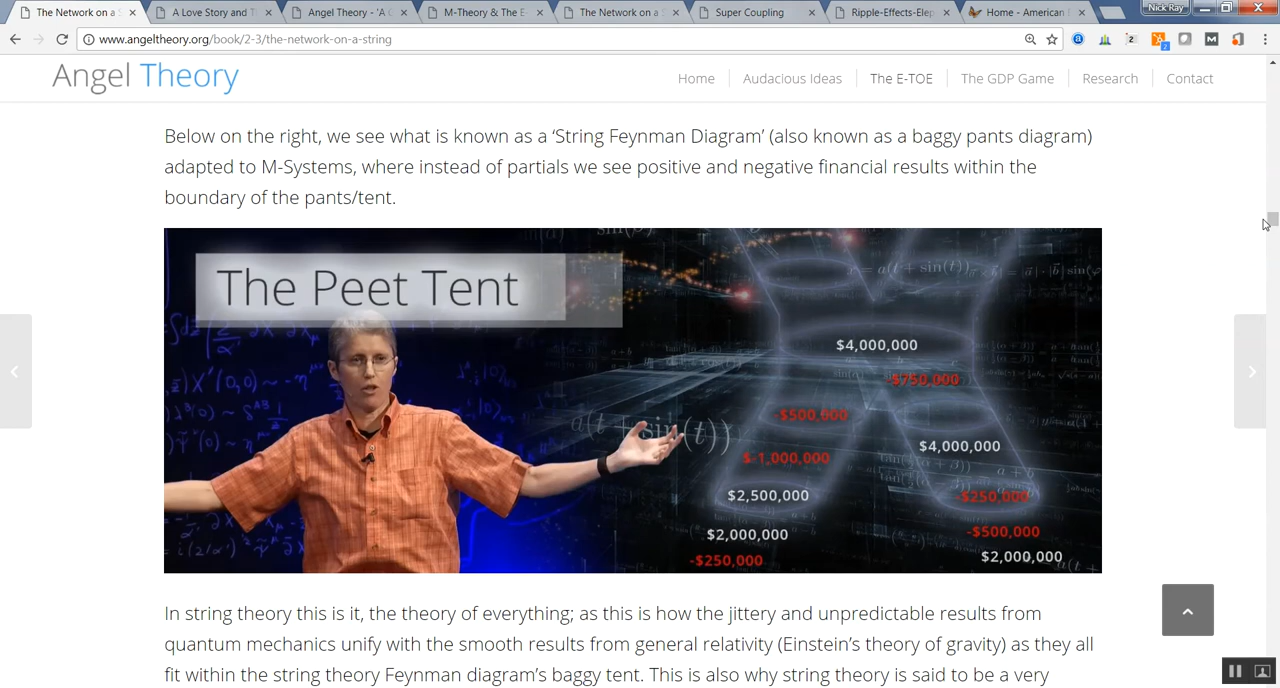 The Network on a S
A Love Story and T
Angel Theory - 'A C
M-Theory & The E-
The Network on a S
Super Coupling
Ripple-Effects-Elep
Home - American F
Nick Ray
www.angeltheory.org/book/2-3/the-network-on-a-string
Angel Theory
Home
Audacious Ideas
The E-TOE
The GDP Game
Research
Contact
Below on the right, we see what is known as a ‘String Feynman Diagram’ (also known as a baggy pants diagram)
adapted to M-Systems, where instead of partials we see positive and negative financial results within the
boundary of the pants/tent.
The Peet Tent
$4,000,000
-$750,000
-$500,000
$4,000,000
$-1,000,000
$2,500,000
-$250,000
$2,000,000
-$500,000
-$250,000
$2,000,000
a(t+sin(t))
In string theory this is it, the theory of everything; as this is how the jittery and unpredictable results from
quantum mechanics unify with the smooth results from general relativity (Einstein’s theory of gravity) as they all
fit within the string theory Feynman diagram’s baggy tent. This is also why string theory is said to be a very